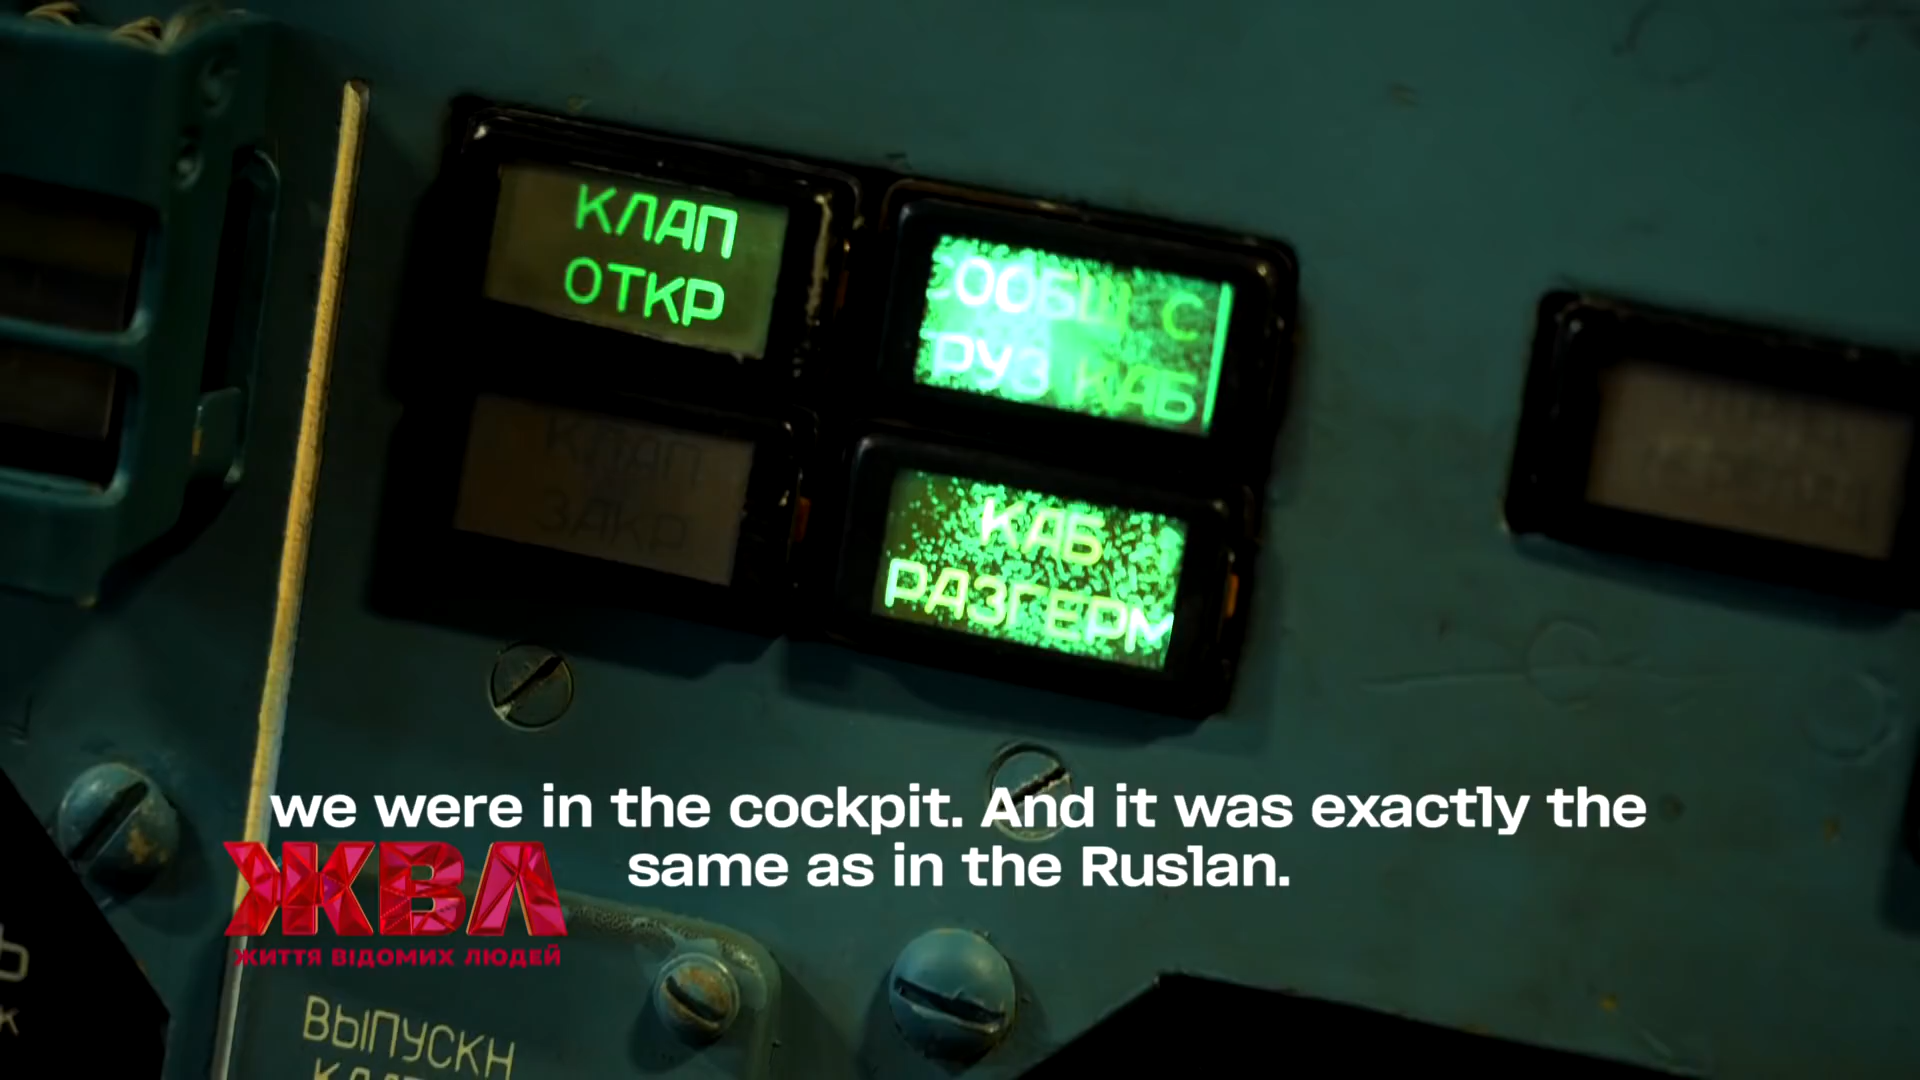 КЛАП
ОТКР
СООБЩ С
ГРУЗ КАБ
КЛАП
ЗАКР
КАБ
РАЗГЕРМ
we were in the cockpit. And it was exactly the
same as in the Ruslan.
ЖВЛ
ЖИТТЯ ВІДОМИХ ЛЮДЕЙ
ВЫПУСКН